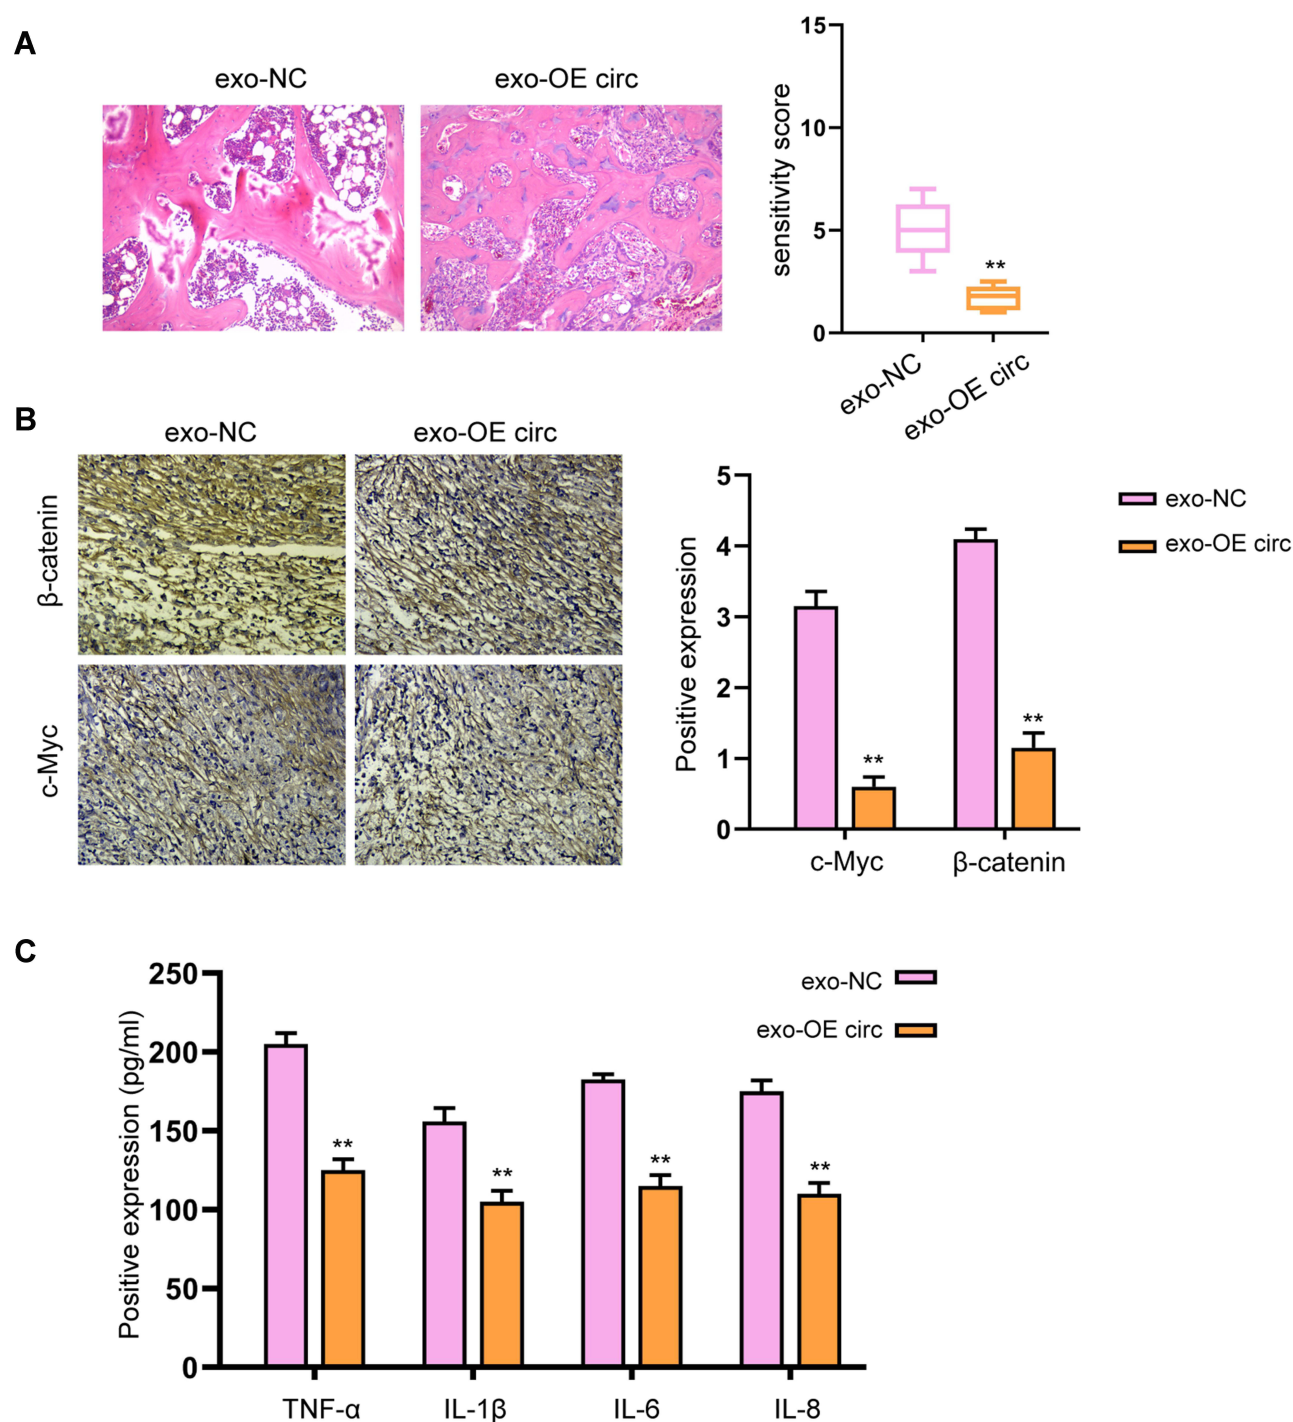 A
exo-NC
exo-OE circ
sensitivity score
15
10
5
0
**
exo-NC
exo-OE circ
B
exo-NC
exo-OE circ
β-catenin
c-Myc
Positive expression
5
4
3
2
1
0
**
**
c-Myc
β-catenin
exo-NC
exo-OE circ
C
Positive expression (pg/ml)
250
200
150
100
50
0
**
**
**
**
TNF-α
IL-1β
IL-6
IL-8
exo-NC
exo-OE circ